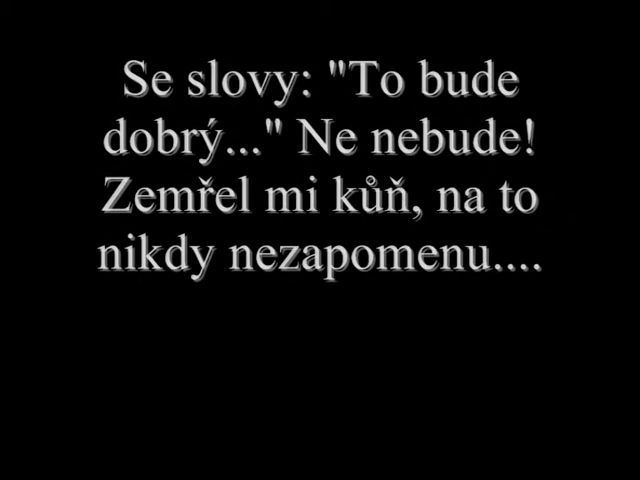 Se slovy: "To bude
dobrý..." Ne nebude!
Zemřel mi kůň, na to
nikdy nezapomenu....